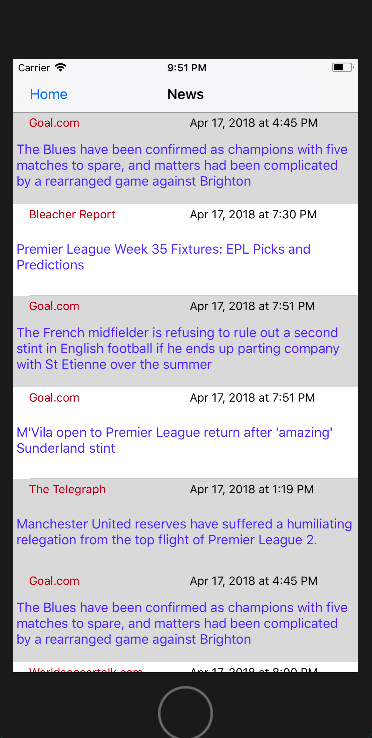 Carrier 9:51 PM
Home News
Goal.com Apr 17, 2018 at 4:45 PM
The Blues have been confirmed as champions with five
matches to spare, and matters had been complicated
by a rearranged game against Brighton
Bleacher Report Apr 17, 2018 at 7:30 PM
Premier League Week 35 Fixtures: EPL Picks and
Predictions
Goal.com Apr 17, 2018 at 7:51 PM
The French midfielder is refusing to rule out a second
stint in English football if he ends up parting company
with St Etienne over the summer
Goal.com Apr 17, 2018 at 7:51 PM
M'Vila open to Premier League return after 'amazing'
Sunderland stint
The Telegraph Apr 17, 2018 at 1:19 PM
Manchester United reserves have suffered a humiliating
relegation from the top flight of Premier League 2.
Goal.com Apr 17, 2018 at 4:45 PM
The Blues have been confirmed as champions with five
matches to spare, and matters had been complicated
by a rearranged game against Brighton
Worldsoccertalk.com Apr 17, 2018 at 8:00 PM